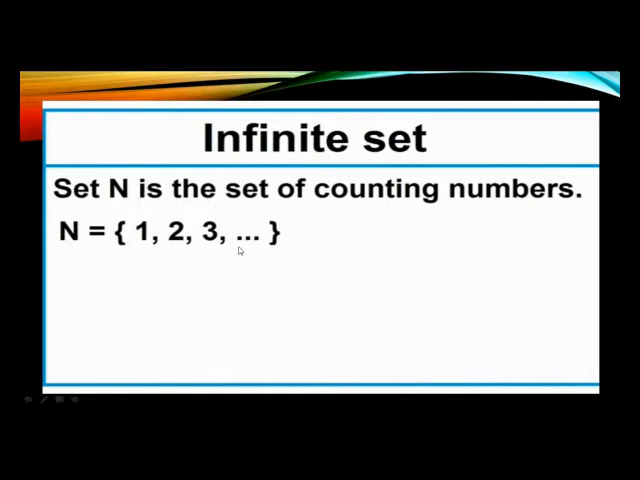 Infinite set
Set N is the set of counting numbers.
N = { 1, 2, 3, ... }